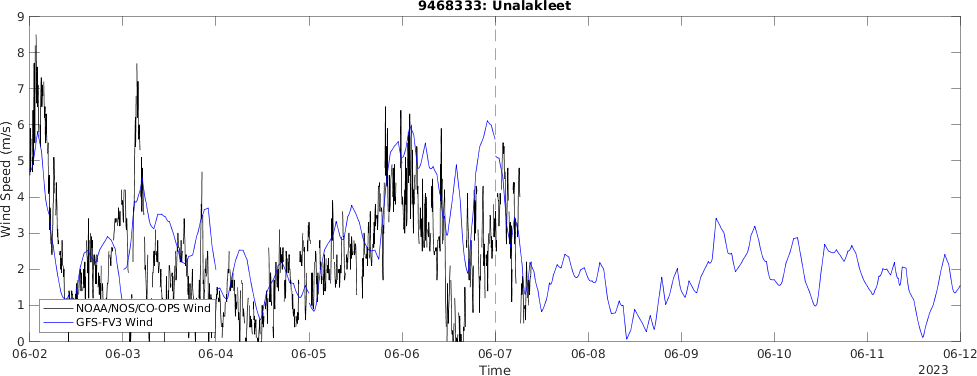 9468333: Unalakleet
9
8
7
6
5
4
3
2
1
0
Wind Speed (m/s)
NOAA/NOS/CO-OPS Wind
GFS-FV3 Wind
06-02 06-03 06-04 06-05 06-06 06-07 06-08 06-09 06-10 06-11 06-12
Time
2023